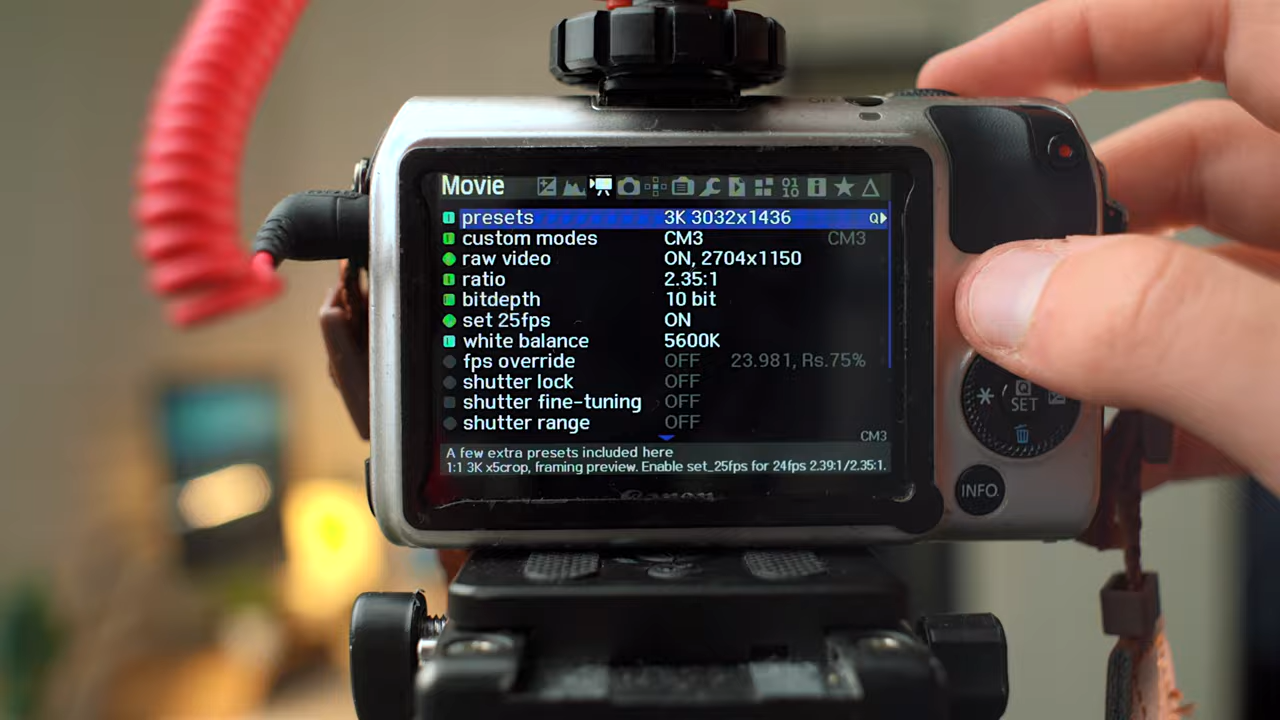 Movie
presets 3K 3032x1436 Q
custom modes CM3 CM3
raw video ON, 2704x1150
ratio 2.35:1
bitdepth 10 bit
set 25fps ON
white balance 5600K
fps override OFF 23.981, Rs.75%
shutter lock OFF
shutter fine-tuning OFF
shutter range OFF
CM3
A few extra presets included here
1:1 3K x5crop, framing preview. Enable set_25fps for 24fps 2.39:1/2.35:1.
Canon
Q
SET
INFO.